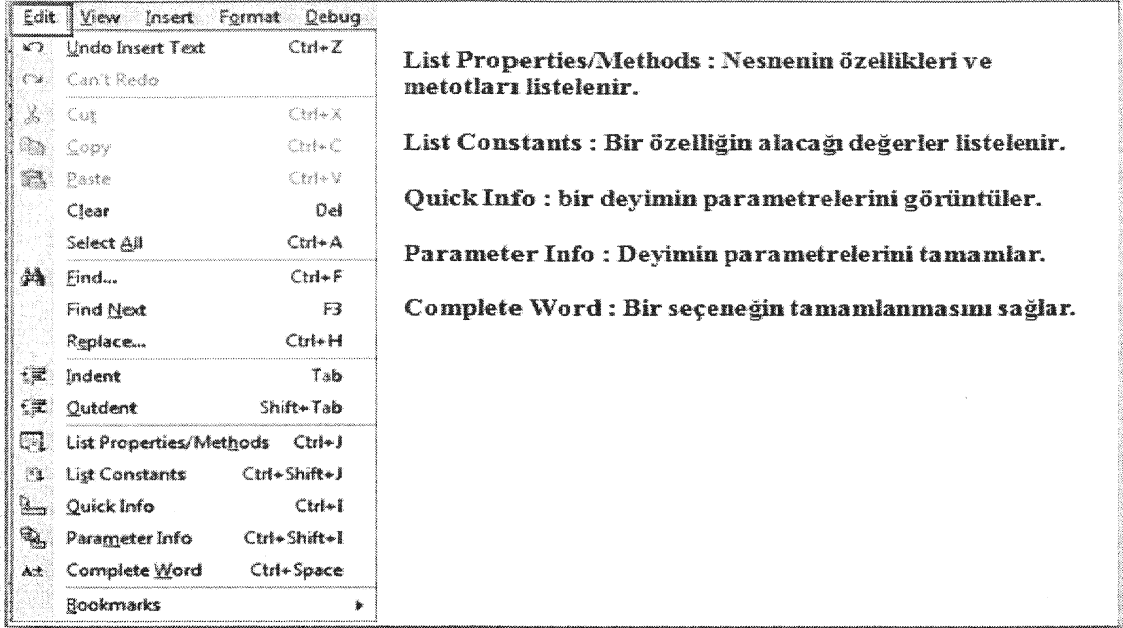 Edit View Insert Format Debug
Undo Insert Text Ctrl+Z
Can't Redo
Cut Ctrl+X
Copy Ctrl+C
Paste Ctrl+V
Clear Del
Select All Ctrl+A
Find... Ctrl+F
Find Next F3
Replace... Ctrl+H
Indent Tab
Outdent Shift+Tab
List Properties/Methods Ctrl+J
List Constants Ctrl+Shift+J
Quick Info Ctrl+I
Parameter Info Ctrl+Shift+I
Complete Word Ctrl+Space
Bookmarks
List Properties/Methods : Nesnenin özellikleri ve
metotları listelenir.
List Constants : Bir özelliğin alacağı değerler listelenir.
Quick Info : bir deyimin parametrelerini görüntüler.
Parameter Info : Deyimin parametrelerini tamamlar.
Complete Word : Bir seçeneğin tamamlanmasını sağlar.